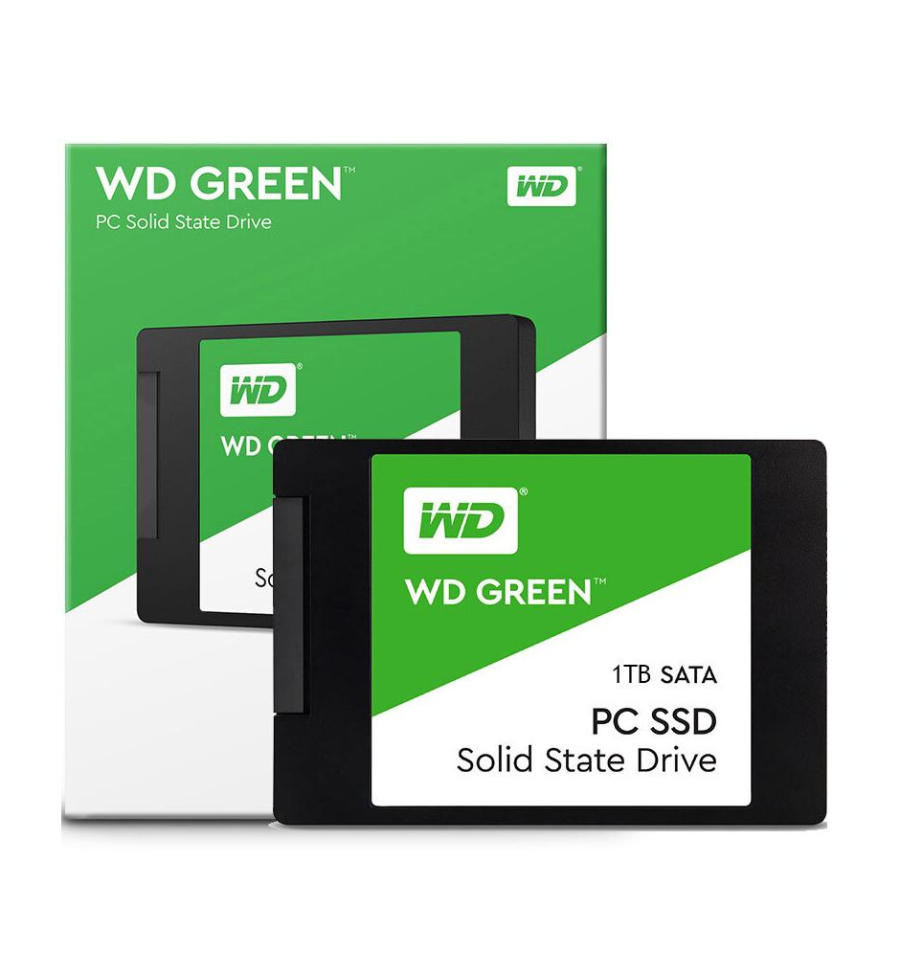 WD GREEN™
PC Solid State Drive
WD®
WD®
WD
WD®
WD GREEN™
1TB SATA
PC SSD
Solid State Drive